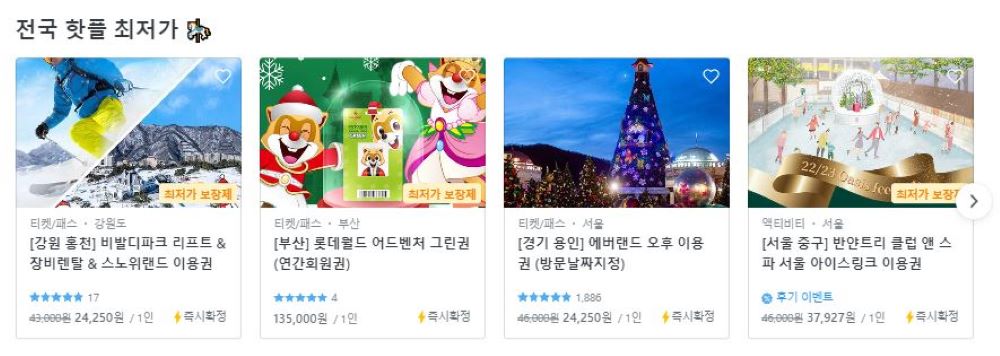 전국 핫플 최저가
최저가 보장제
티켓/패스 · 강원도
[강원 홍천] 비발디파크 리프트 &
장비렌탈 & 스노위랜드 이용권
17
43,000원 24,250원 / 1인
즉시확정
최저가 보장제
티켓/패스 · 부산
[부산] 롯데월드 어드벤처 그린권
(연간회원권)
4
135,000원 / 1인
즉시확정
티켓/패스 · 서울
[경기 용인] 에버랜드 오후 이용
권 (방문날짜지정)
1,886
46,000원 24,250원 / 1인
즉시확정
22/23 Oasis
최저가 보장제
액티비티 · 서울
[서울 중구] 반얀트리 클럽 앤 스
파 서울 아이스링크 이용권
후기 이벤트
46,000원 37,927원 / 1인
즉시확정